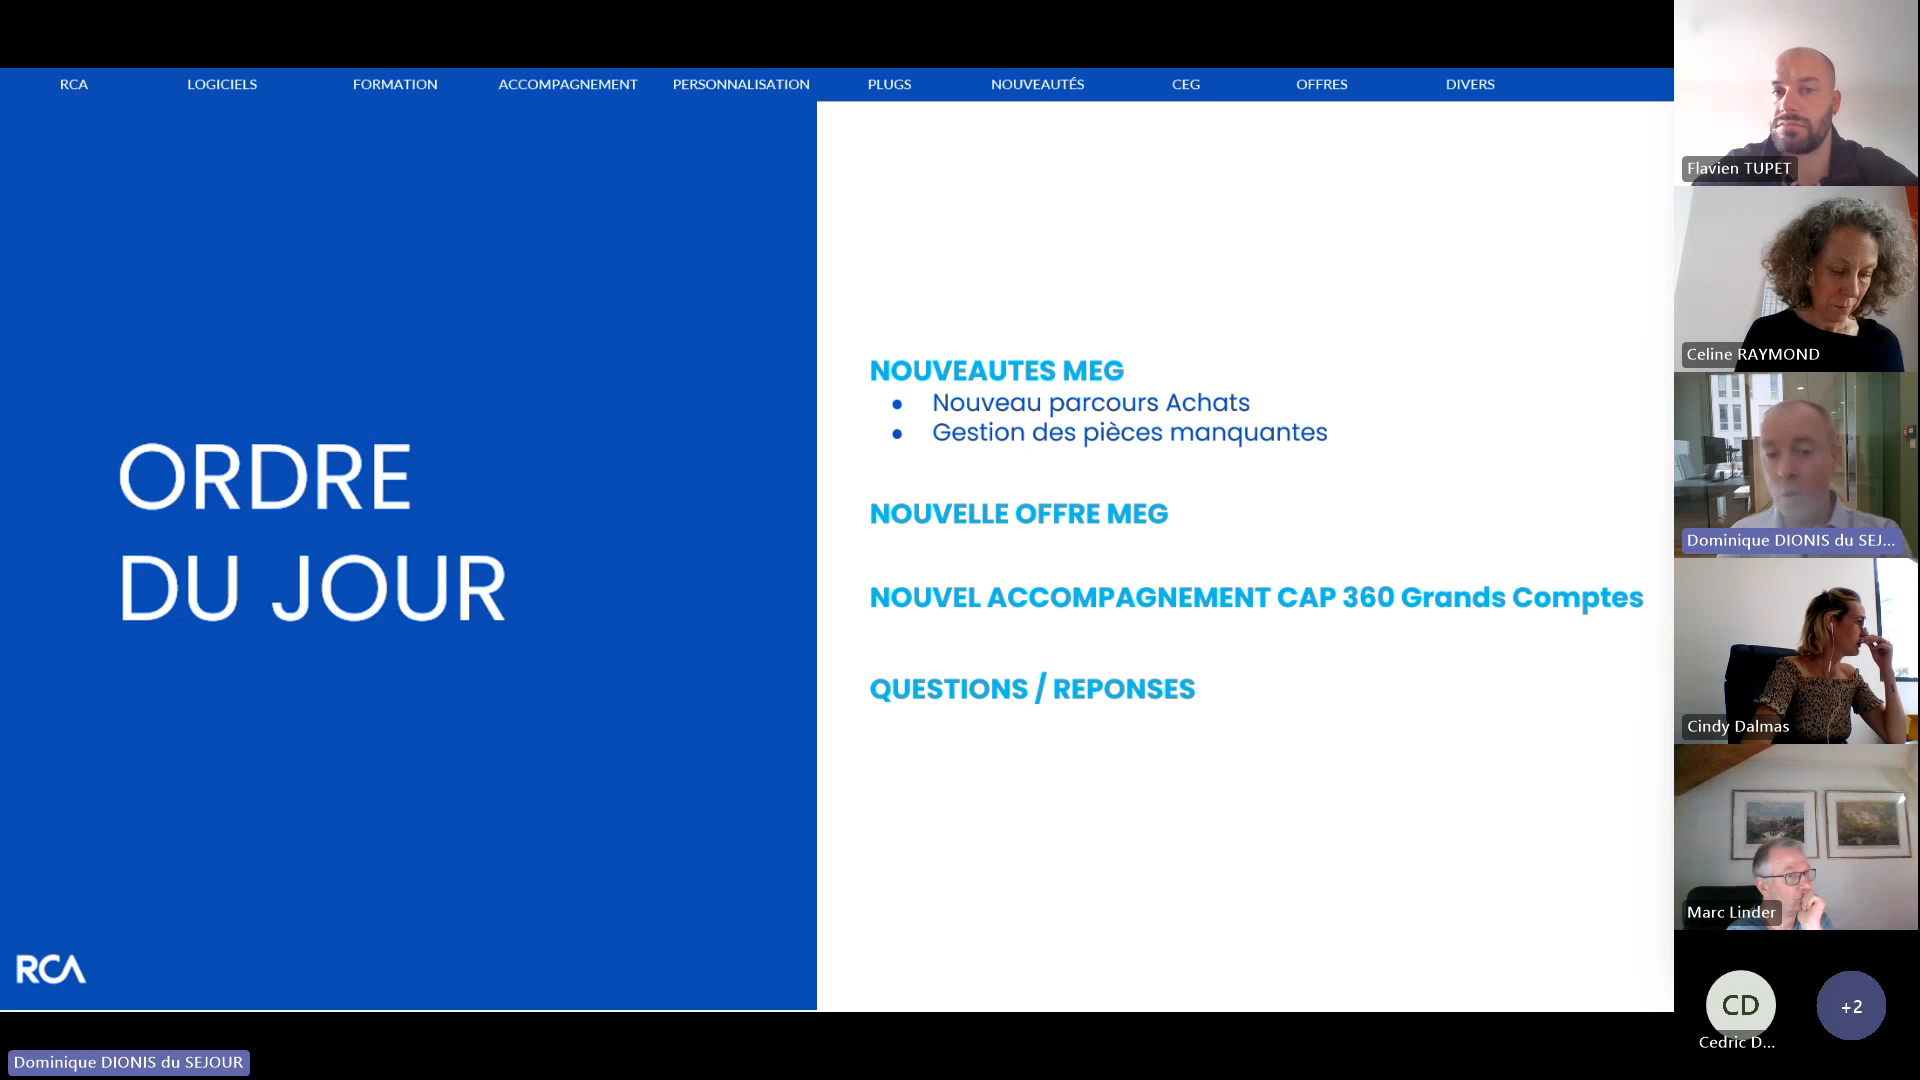 RCA LOGICIELS FORMATION ACCOMPAGNEMENT PERSONNALISATION PLUGS NOUVEAUTÉS CEG OFFRES DIVERS
ORDRE
DU JOUR
RCA
NOUVEAUTES MEG
● Nouveau parcours Achats
● Gestion des pièces manquantes
NOUVELLE OFFRE MEG
NOUVEL ACCOMPAGNEMENT CAP 360 Grands Comptes
QUESTIONS / REPONSES
Flavien TUPET
Celine RAYMOND
Dominique DIONIS du SEJ...
Cindy Dalmas
Marc Linder
CD
Cedric D...
+2
Dominique DIONIS du SEJOUR